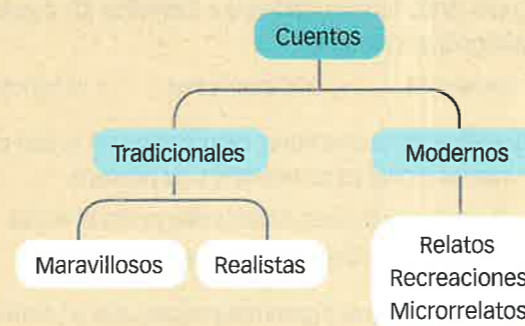 Cuentos
Tradicionales
Modernos
Maravillosos
Realistas
Relatos
Recreaciones
Microrrelatos